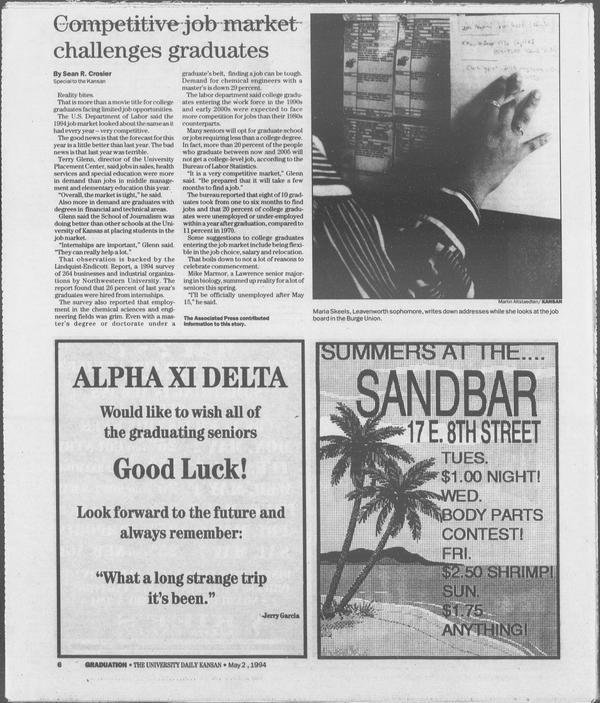 Competitive job market
challenges graduates
By Sean R. Crosier
Special to the Kansan
Reality bites.
That is more than a movie title for college
graduates facing limited job opportunities.
The U.S. Department of Labor said the
1994 job market looked about the same as it
had every year – very competitive.
The good news is that the forecast for this
year is a little better than last year. The bad
news is that last year was terrible.
Terry Glenn, director of the University
Placement Center, said jobs in sales, health
services and special education were more
in demand than jobs in middle manage-
ment and elementary education this year.
"Overall, the market is tight," he said.
Also more in demand are graduates with
degrees in financial and technical areas.
Glenn said the School of Journalism was
doing better than other schools at the Uni-
versity of Kansas at placing students in the
job market.
"Internships are important," Glenn said.
"They can really help a lot."
That observation is backed by the
Lindquist-Endicott Report, a 1994 survey
of 264 businesses and industrial organiza-
tions by Northwestern University. The
report found that 26 percent of last year's
graduates were hired from internships.
The survey also reported that employ-
ment in the chemical sciences and engi-
neering fields was grim. Even with a mas-
ter's degree or doctorate under a
graduate's belt, finding a job can be tough.
Demand for chemical engineers with a
master's is down 29 percent.
The labor department said college gradu-
ates entering the work force in the 1990s
and early 2000s were expected to face
more competition for jobs than their 1980s
counterparts.
Many seniors will opt for graduate school
or jobs requiring less than a college degree.
In fact, more than 20 percent of the people
who graduate between now and 2005 will
not get a college-level job, according to the
Bureau of Labor Statistics.
"It is a very competitive market," Glenn
said. "Be prepared that it will take a few
months to find a job."
The bureau reported that eight of 10 grad-
uates took from one to six months to find
jobs and that 20 percent of college gradu-
ates were unemployed or under-employed
within a year after graduation, compared to
11 percent in 1970.
Some suggestions to college graduates
entering the job market include being flexi-
ble in the job choice, salary and relocation.
That boils down to not a lot of reasons to
celebrate commencement.
Mike Marmor, a Lawrence senior major-
ing in biology, summed up reality for a lot of
seniors this spring.
"I'll be officially unemployed after May
15," he said.
The Associated Press contributed
information to this story.
Martin Altstaedten / KANSAN
Maria Skeels, Leavenworth sophomore, writes down addresses while she looks at the job
board in the Burge Union.
ALPHA XI DELTA
Would like to wish all of
the graduating seniors
Good Luck!
Look forward to the future and
always remember:
"What a long strange trip
it's been."
-Jerry Garcia
SUMMERS AT THE....
SANDBAR
17 E. 8TH STREET
TUES.
$1.00 NIGHT!
WED.
BODY PARTS
CONTEST!
FRI.
$2.50 SHRIMP!
SUN.
$1.75
ANYTHING!
6 GRADUATION • THE UNIVERSITY DAILY KANSAN • May 2, 1994